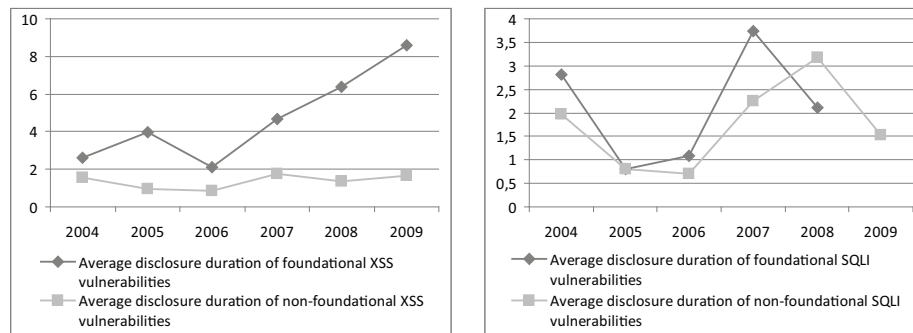 10
8
6
4
2
0
2004 2005 2006 2007 2008 2009
Average disclosure duration of foundational XSS
vulnerabilities
Average disclosure duration of non-foundational XSS
vulnerabilities
4
3,5
3
2,5
2
1,5
1
0,5
0
2004 2005 2006 2007 2008 2009
Average disclosure duration of foundational SQLI
vulnerabilities
Average disclosure duration of non-foundational SQLI
vulnerabilities